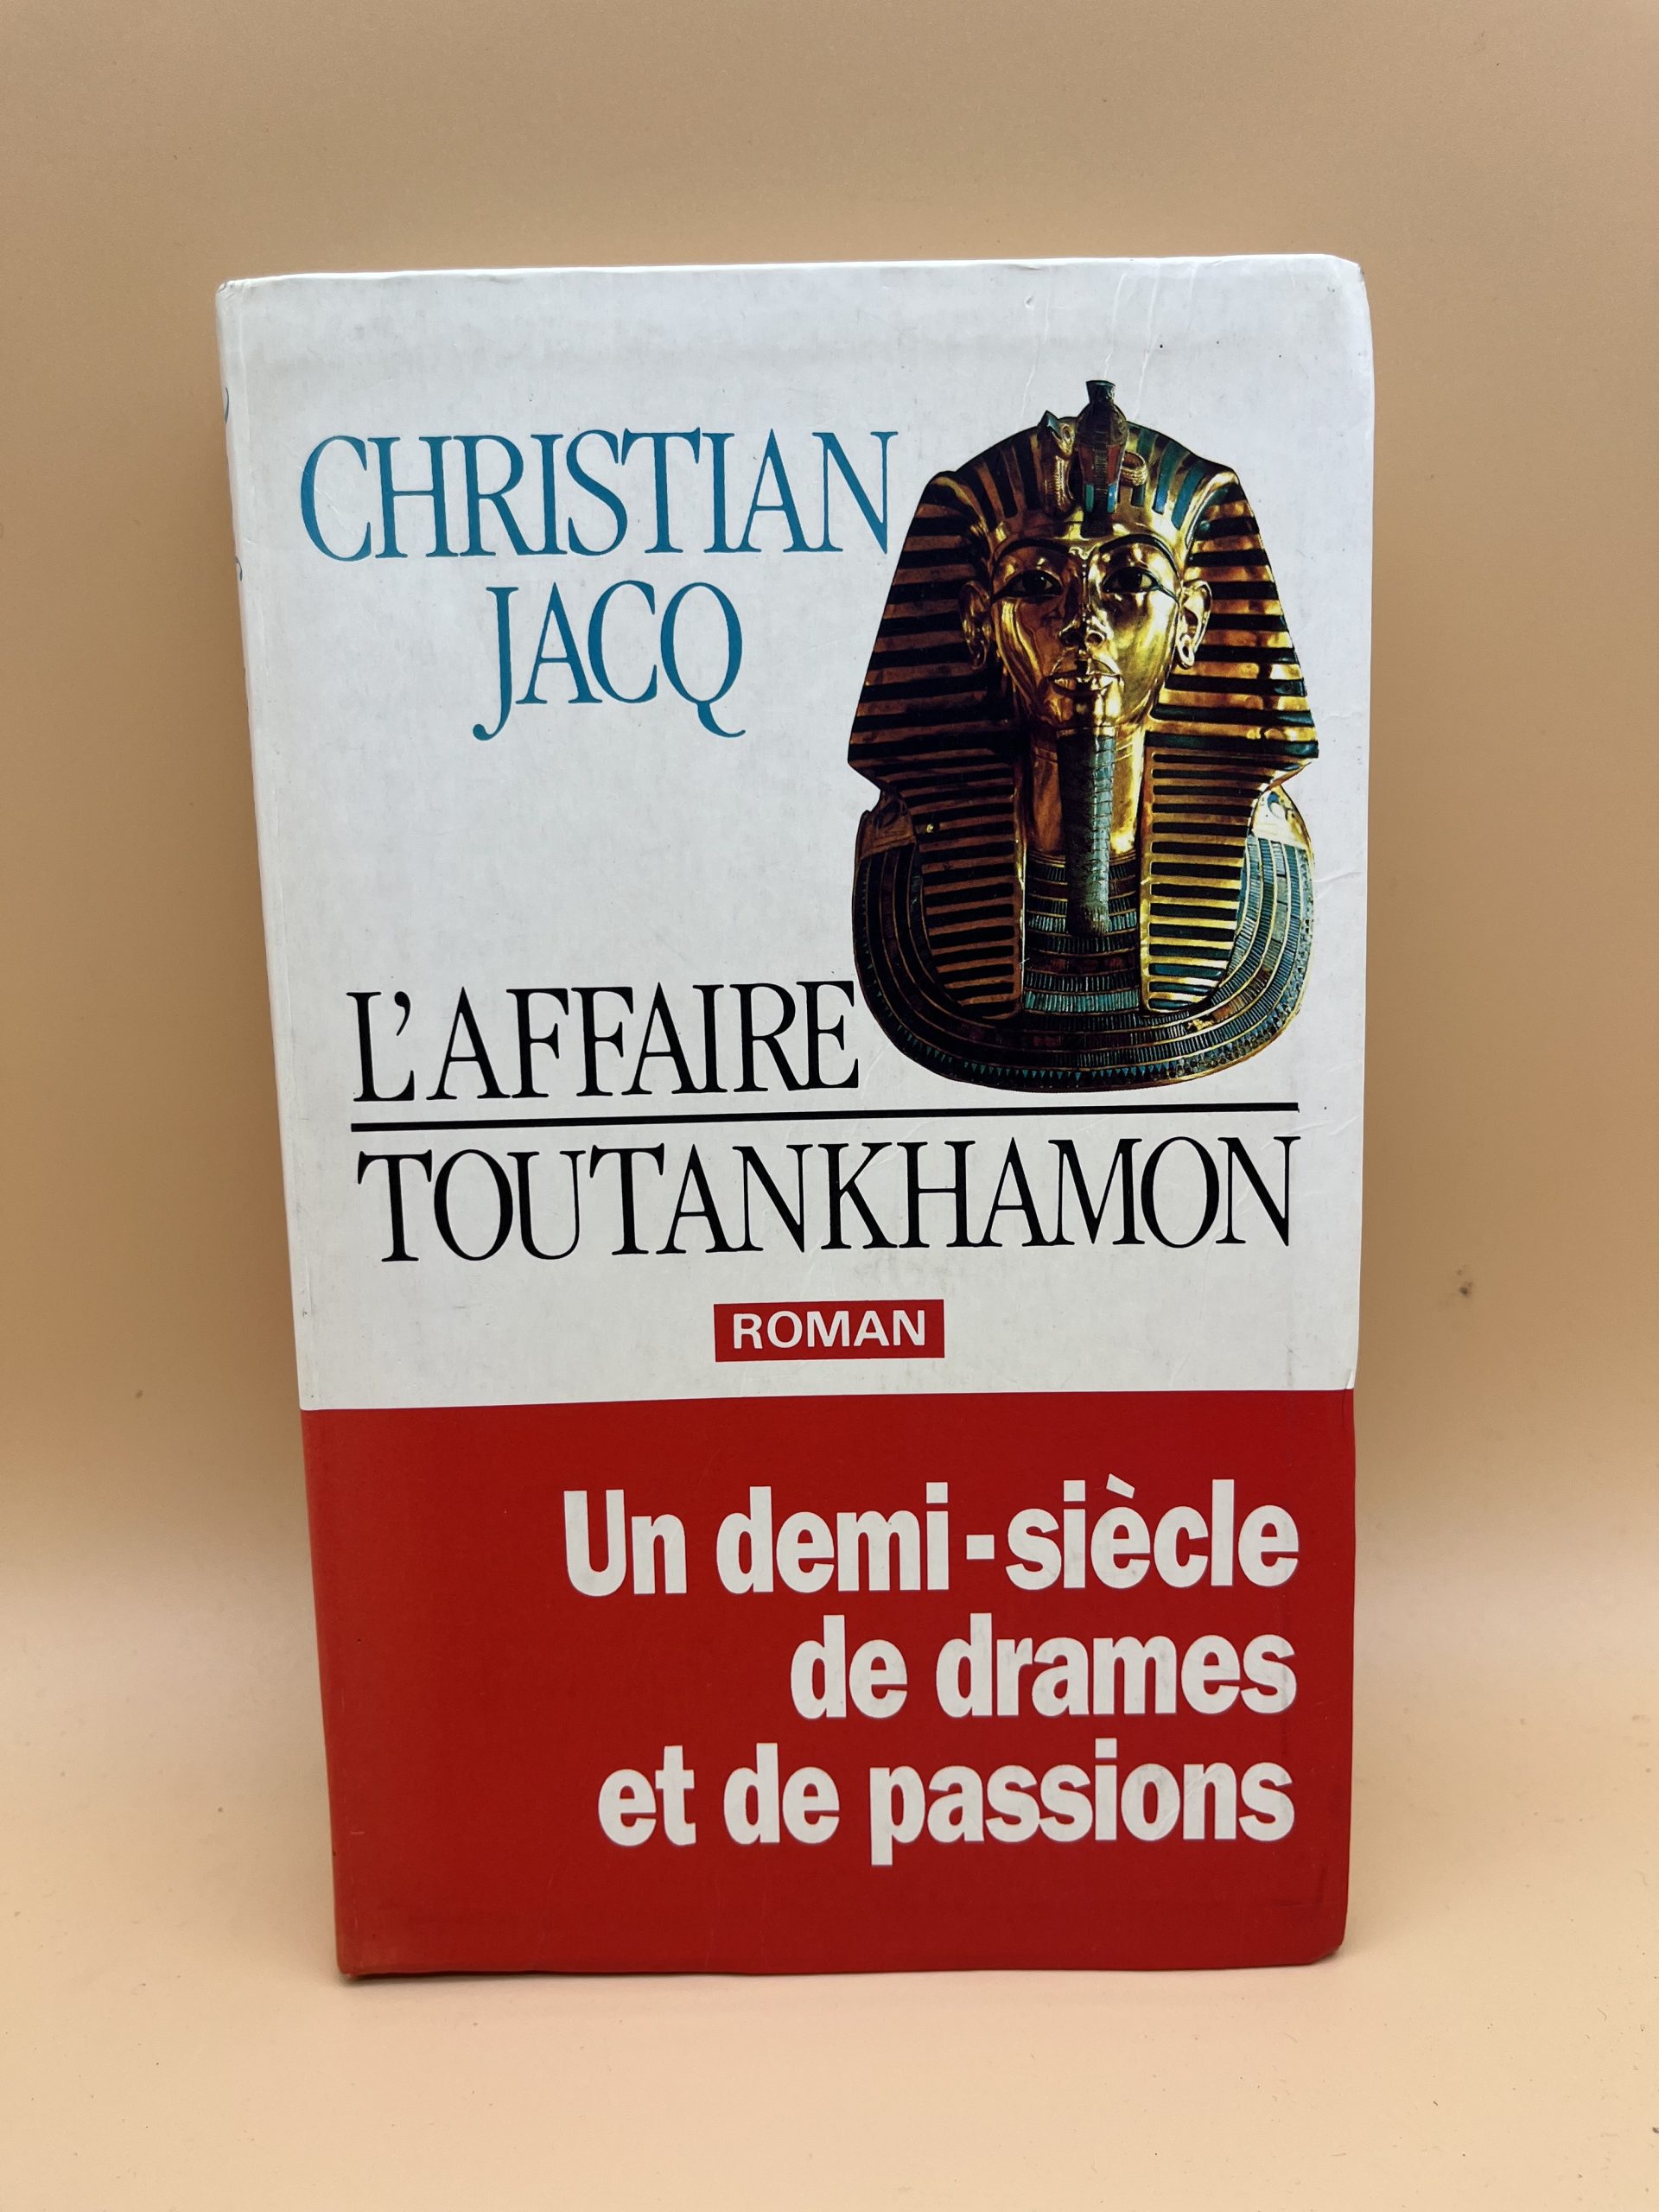 CHRISTIAN
JACQ
L'AFFAIRE
TOUTANKHAMON
ROMAN
Un demi-siècle
de drames
et de passions